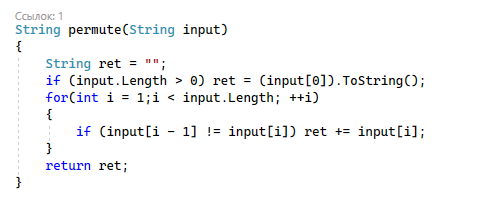 Ссылок: 1
String permute(String input)
{
    String ret = "";
    if (input.Length > 0) ret = (input[0]).ToString();
    for(int i = 1;i < input.Length; ++i)
    {
        if (input[i - 1] != input[i]) ret += input[i];
    }
    return ret;
}